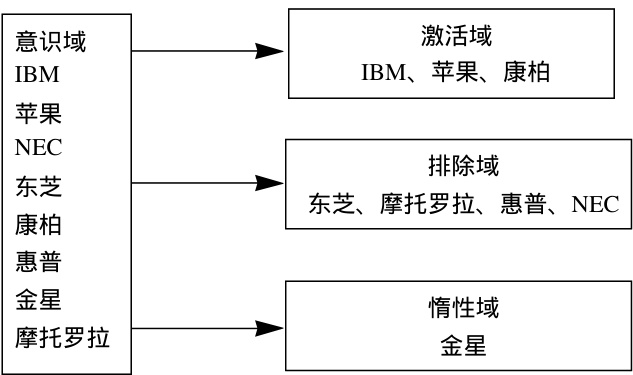 意识域
IBM
苹果
NEC
东芝
康柏
惠普
金星
摩托罗拉
激活域
IBM、苹果、康柏
排除域
东芝、摩托罗拉、惠普、NEC
惰性域
金星